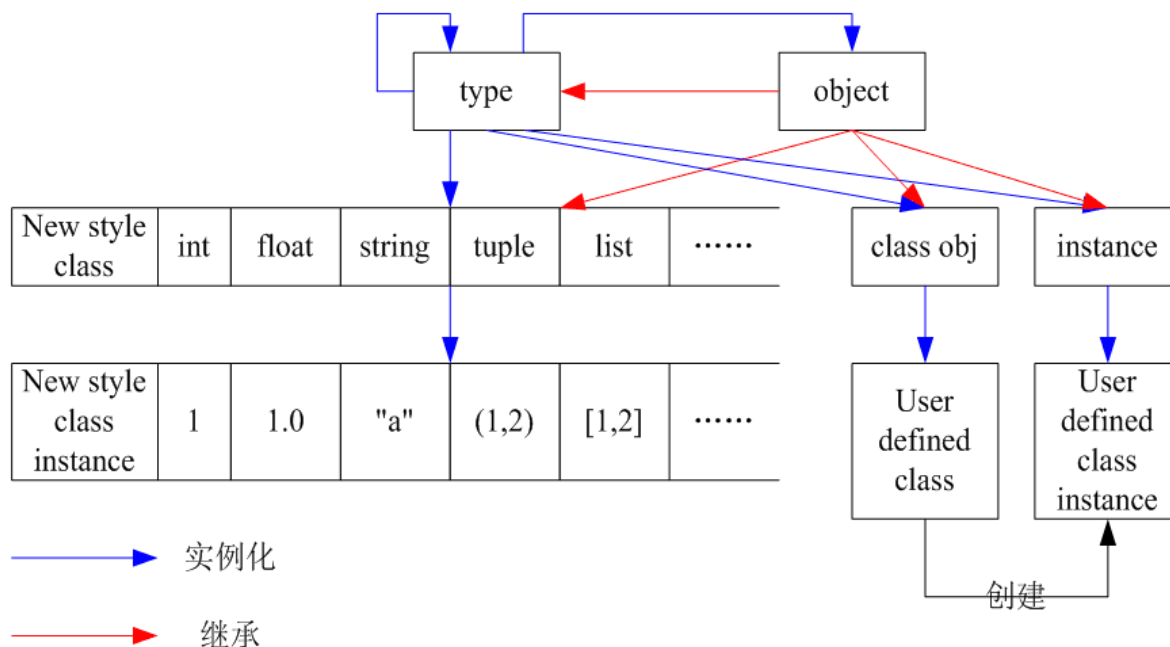 type
object
New style
class
int
float
string
tuple
list
……
class obj
instance
New style
class
instance
1
1.0
"a"
(1,2)
[1,2]
……
User
defined
class
User
defined
class
instance
实例化
创建
继承